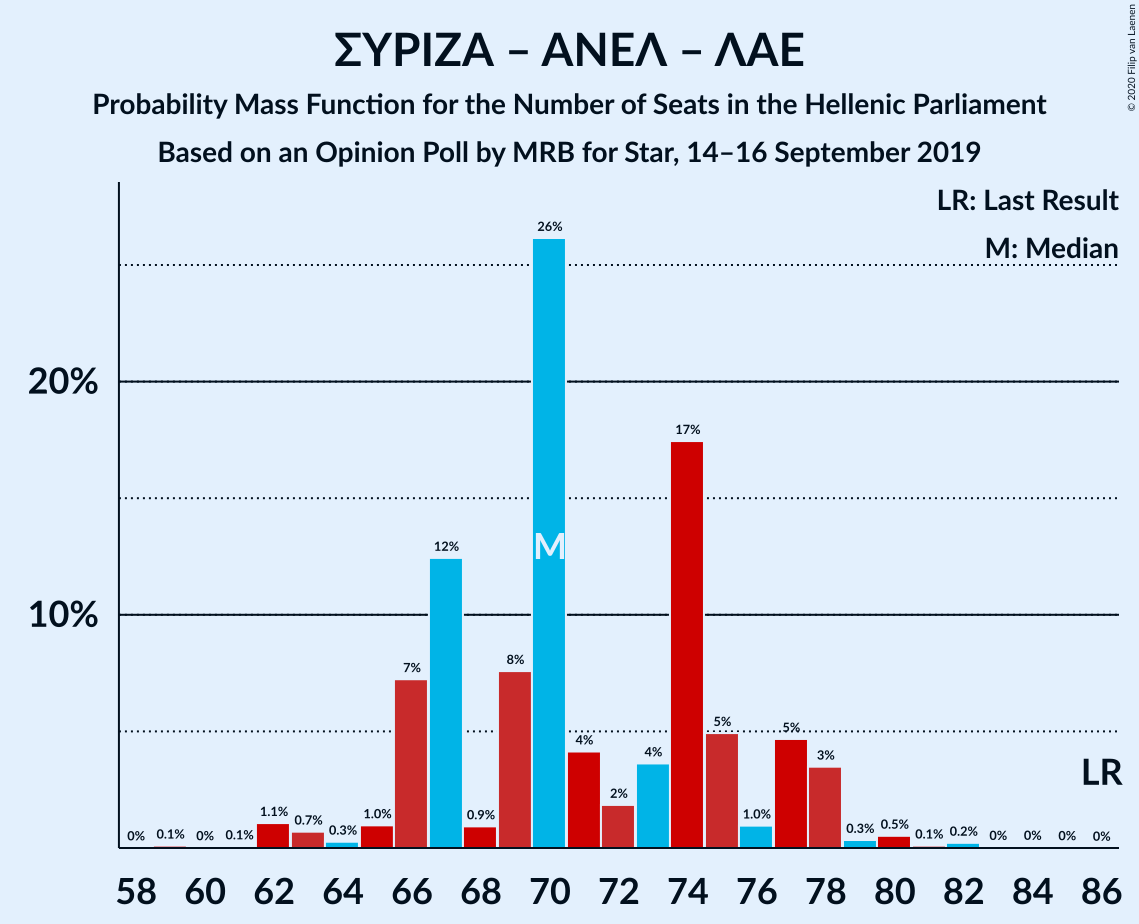 ΣΥΡΙΖΑ – ΑΝΕΛ – ΛΑΕ
Probability Mass Function for the Number of Seats in the Hellenic Parliament
Based on an Opinion Poll by MRB for Star, 14–16 September 2019
© 2020 Filip van Laenen
LR: Last Result
M: Median
20%
10%
0% 0.1% 0% 0.1% 1.1% 0.7% 0.3% 1.0% 7% 12% 0.9% 8% 26% 4% 2% 4% 17% 5% 1.0% 5% 3% 0.3% 0.5% 0.1% 0.2% 0% 0% 0% 0%
M
LR
58 60 62 64 66 68 70 72 74 76 78 80 82 84 86